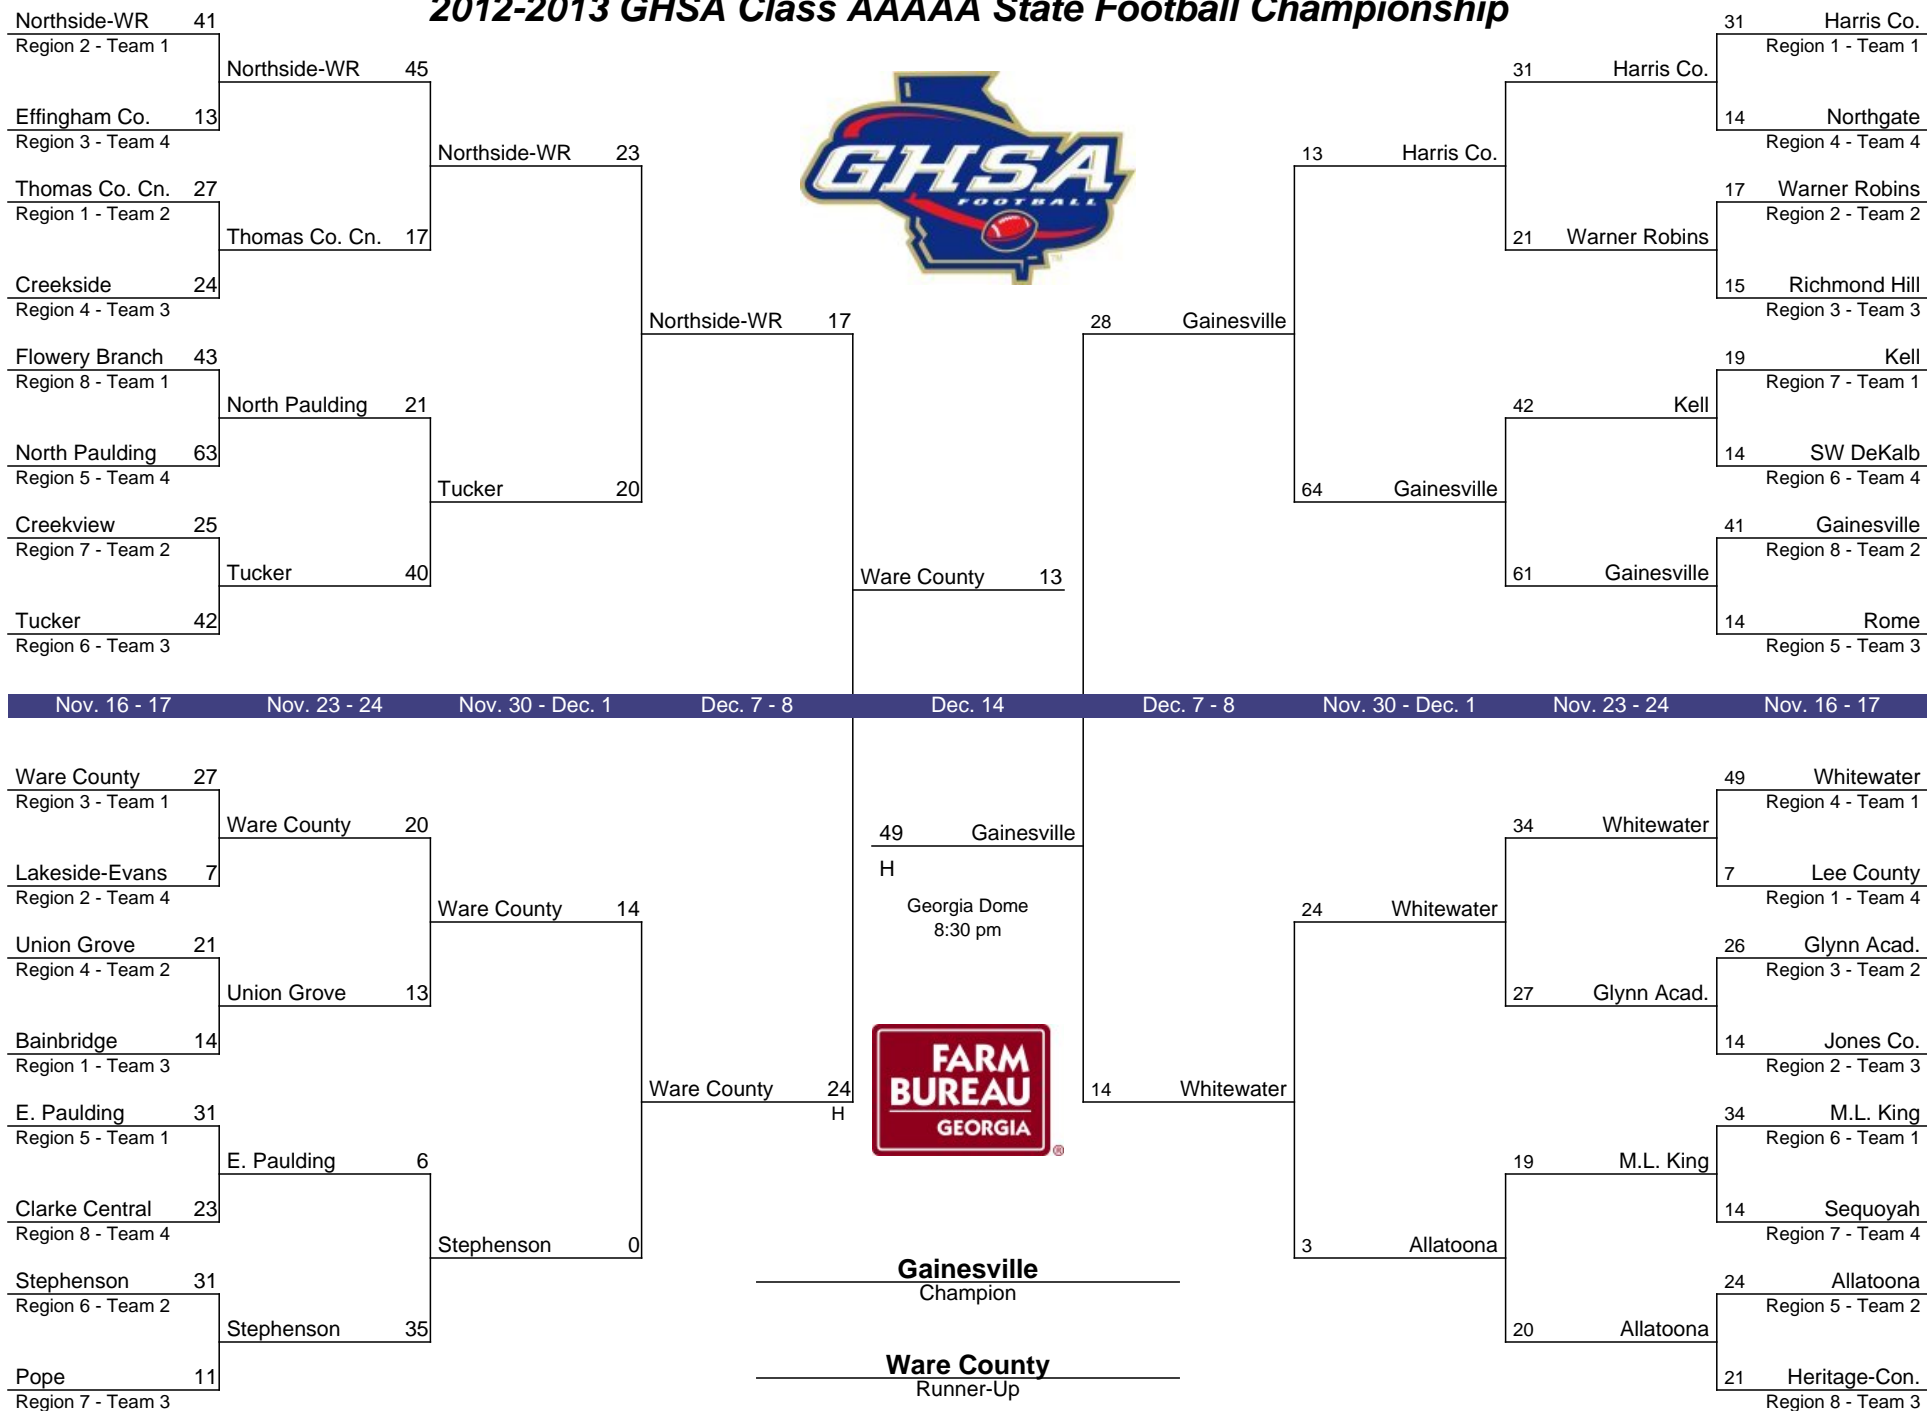 2012-2013 GHSA Class AAAAA State Football Championship
Northside-WR 41
Region 2 - Team 1
Effingham Co. 13
Region 3 - Team 4
Thomas Co. Cn. 27
Region 1 - Team 2
Creekside 24
Region 4 - Team 3
Flowery Branch 43
Region 8 - Team 1
North Paulding 63
Region 5 - Team 4
Creekview 25
Region 7 - Team 2
Tucker 42
Region 6 - Team 3
Northside-WR 45
Thomas Co. Cn. 17
North Paulding 21
Tucker 40
Northside-WR 23
Tucker 20
Northside-WR 17
Ware County 13
GHSA
FOOTBALL
TM
28 Gainesville
13 Harris Co.
64 Gainesville
31 Harris Co.
21 Warner Robins
42 Kell
61 Gainesville
31 Harris Co.
Region 1 - Team 1
14 Northgate
Region 4 - Team 4
17 Warner Robins
Region 2 - Team 2
15 Richmond Hill
Region 3 - Team 3
19 Kell
Region 7 - Team 1
14 SW DeKalb
Region 6 - Team 4
41 Gainesville
Region 8 - Team 2
14 Rome
Region 5 - Team 3
Nov. 16 - 17 Nov. 23 - 24 Nov. 30 - Dec. 1 Dec. 7 - 8 Dec. 14 Dec. 7 - 8 Nov. 30 - Dec. 1 Nov. 23 - 24 Nov. 16 - 17
Ware County 27
Region 3 - Team 1
Lakeside-Evans 7
Region 2 - Team 4
Union Grove 21
Region 4 - Team 2
Bainbridge 14
Region 1 - Team 3
E. Paulding 31
Region 5 - Team 1
Clarke Central 23
Region 8 - Team 4
Stephenson 31
Region 6 - Team 2
Pope 11
Region 7 - Team 3
Ware County 20
Union Grove 13
E. Paulding 6
Stephenson 35
Ware County 14
Stephenson 0
Ware County 24
H
49 Gainesville
H
Georgia Dome
8:30 pm
FARM
BUREAU
GEORGIA
®
Gainesville
Champion
Ware County
Runner-Up
14 Whitewater
24 Whitewater
3 Allatoona
34 Whitewater
27 Glynn Acad.
19 M.L. King
20 Allatoona
49 Whitewater
Region 4 - Team 1
7 Lee County
Region 1 - Team 4
26 Glynn Acad.
Region 3 - Team 2
14 Jones Co.
Region 2 - Team 3
34 M.L. King
Region 6 - Team 1
14 Sequoyah
Region 7 - Team 4
24 Allatoona
Region 5 - Team 2
21 Heritage-Con.
Region 8 - Team 3